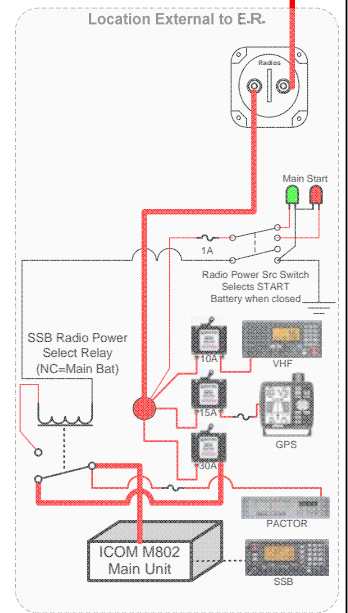 Location External to E.R.
Radios
Main Start
1A
Radio Power Src Switch
Selects START
Battery when closed
SSB Radio Power
Select Relay
(NC=Main Bat)
10A
VHF
15A
GPS
30A
PACTOR
ICOM M802
Main Unit
SSB